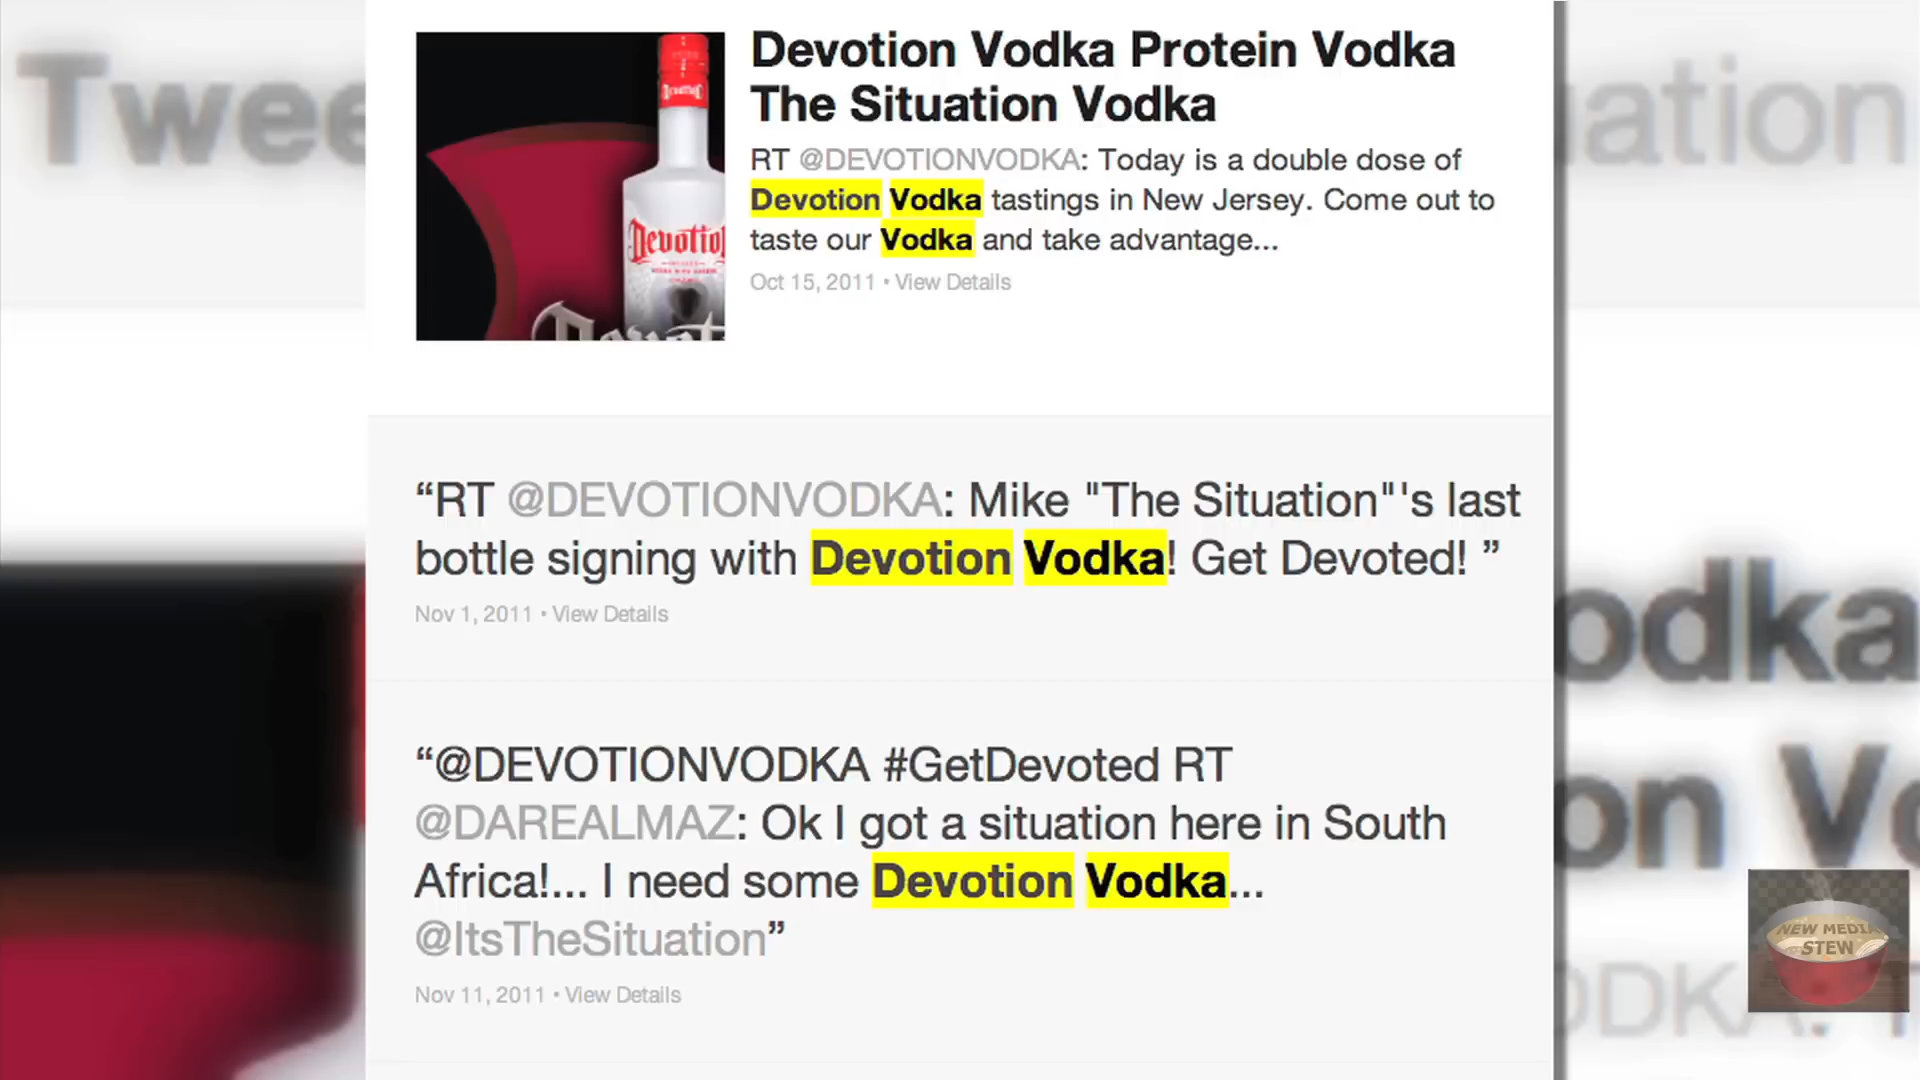 Devotion Vodka Protein Vodka
The Situation Vodka
RT @DEVOTIONVODKA: Today is a double dose of
Devotion Vodka tastings in New Jersey. Come out to
taste our Vodka and take advantage...
Oct 15, 2011 • View Details
Devotion
“RT @DEVOTIONVODKA: Mike "The Situation"'s last
bottle signing with Devotion Vodka! Get Devoted! ”
Nov 1, 2011 • View Details
“@DEVOTIONVODKA #GetDevoted RT
@DAREALMAZ: Ok I got a situation here in South
Africa!... I need some Devotion Vodka...
@ItsTheSituation”
Nov 11, 2011 • View Details
NEW MEDIA
STEW